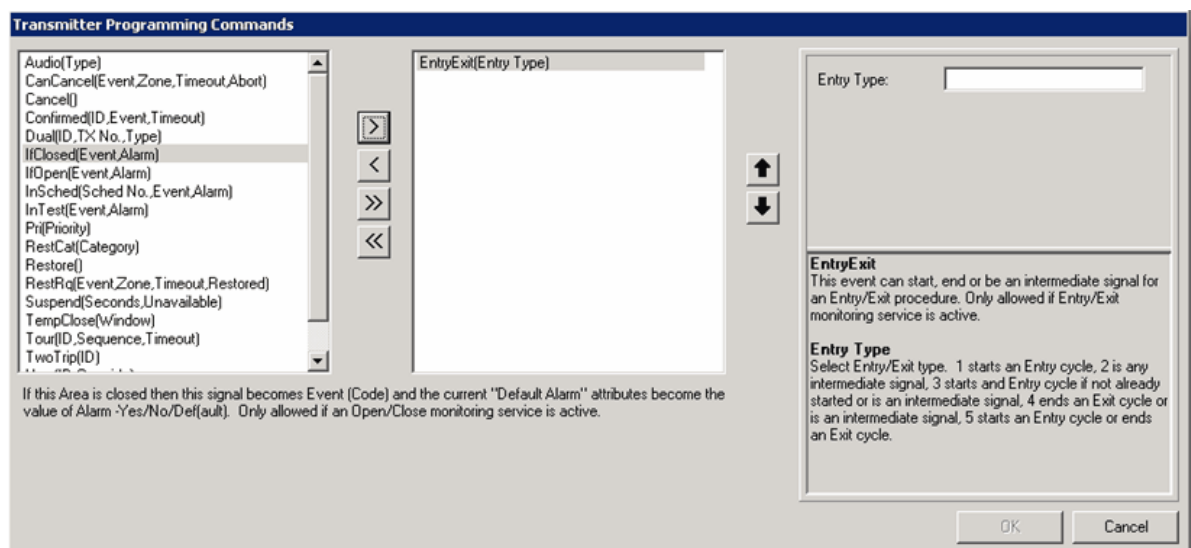 Transmitter Programming Commands
Audio(Type)
CanCancel(Event,Zone,Timeout,Abort)
Cancel()
Confirmed(ID,Event,Timeout)
Dual(ID,TX No.,Type)
IfClosed(Event,Alarm)
IfOpen(Event,Alarm)
InSched(Sched No.,Event,Alarm)
InTest(Event,Alarm)
Pri(Priority)
RestCat(Category)
Restore()
RestRq(Event,Zone,Timeout,Restored)
Suspend(Seconds,Unavailable)
TempClose(Window)
Tour(ID,Sequence,Timeout)
TwoTrip(ID)
>
<
>>
<<
EntryExit(Entry Type)
Entry Type:
EntryExit
This event can start, end or be an intermediate signal for
an Entry/Exit procedure. Only allowed if Entry/Exit
monitoring service is active.
Entry Type
Select Entry/Exit type. 1 starts an Entry cycle, 2 is any
intermediate signal, 3 starts and Entry cycle if not already
started or is an intermediate signal, 4 ends an Exit cycle or
is an intermediate signal, 5 starts an Entry cycle or ends
an Exit cycle.
If this Area is closed then this signal becomes Event (Code) and the current "Default Alarm" attributes become the
value of Alarm -Yes/No/Def(ault). Only allowed if an Open/Close monitoring service is active.
OK
Cancel